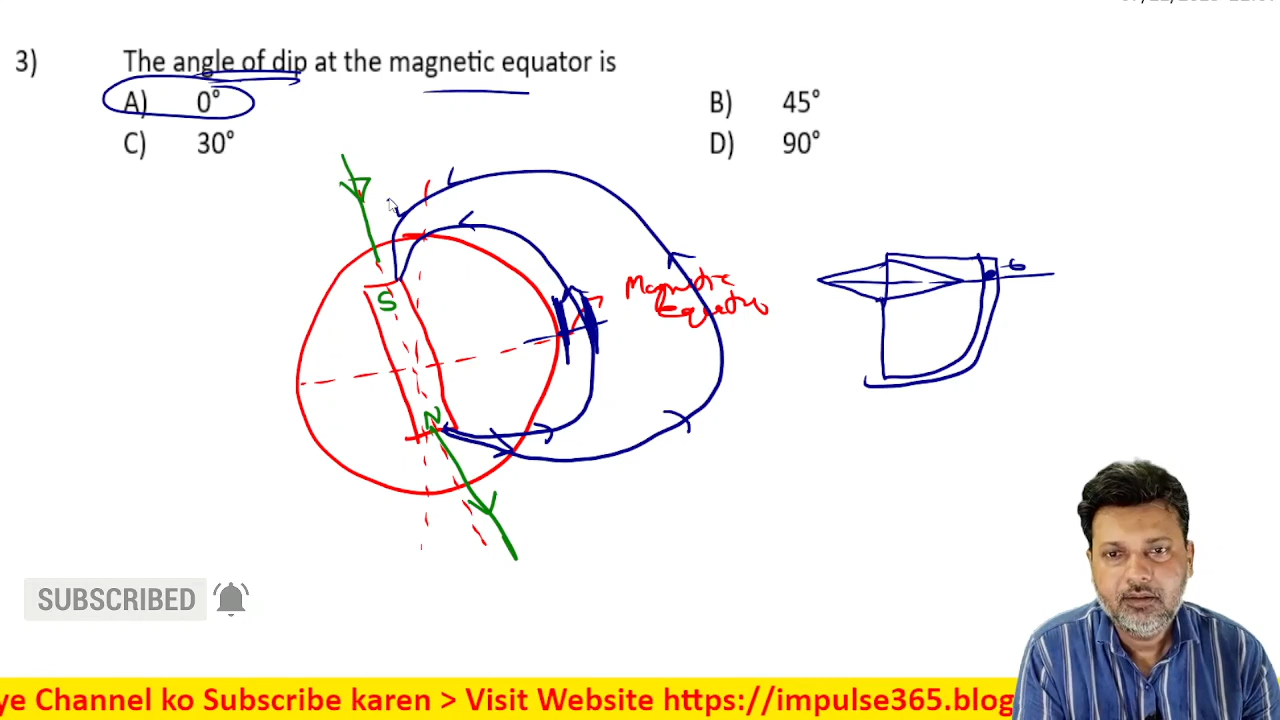 3) The angle of dip at the magnetic equator is
A) 0° B) 45°
C) 30° D) 90°
S
Magnetic
N
SUBSCRIBED
ye Channel ko Subscribe karen > Visit Website https://impulse365.blog